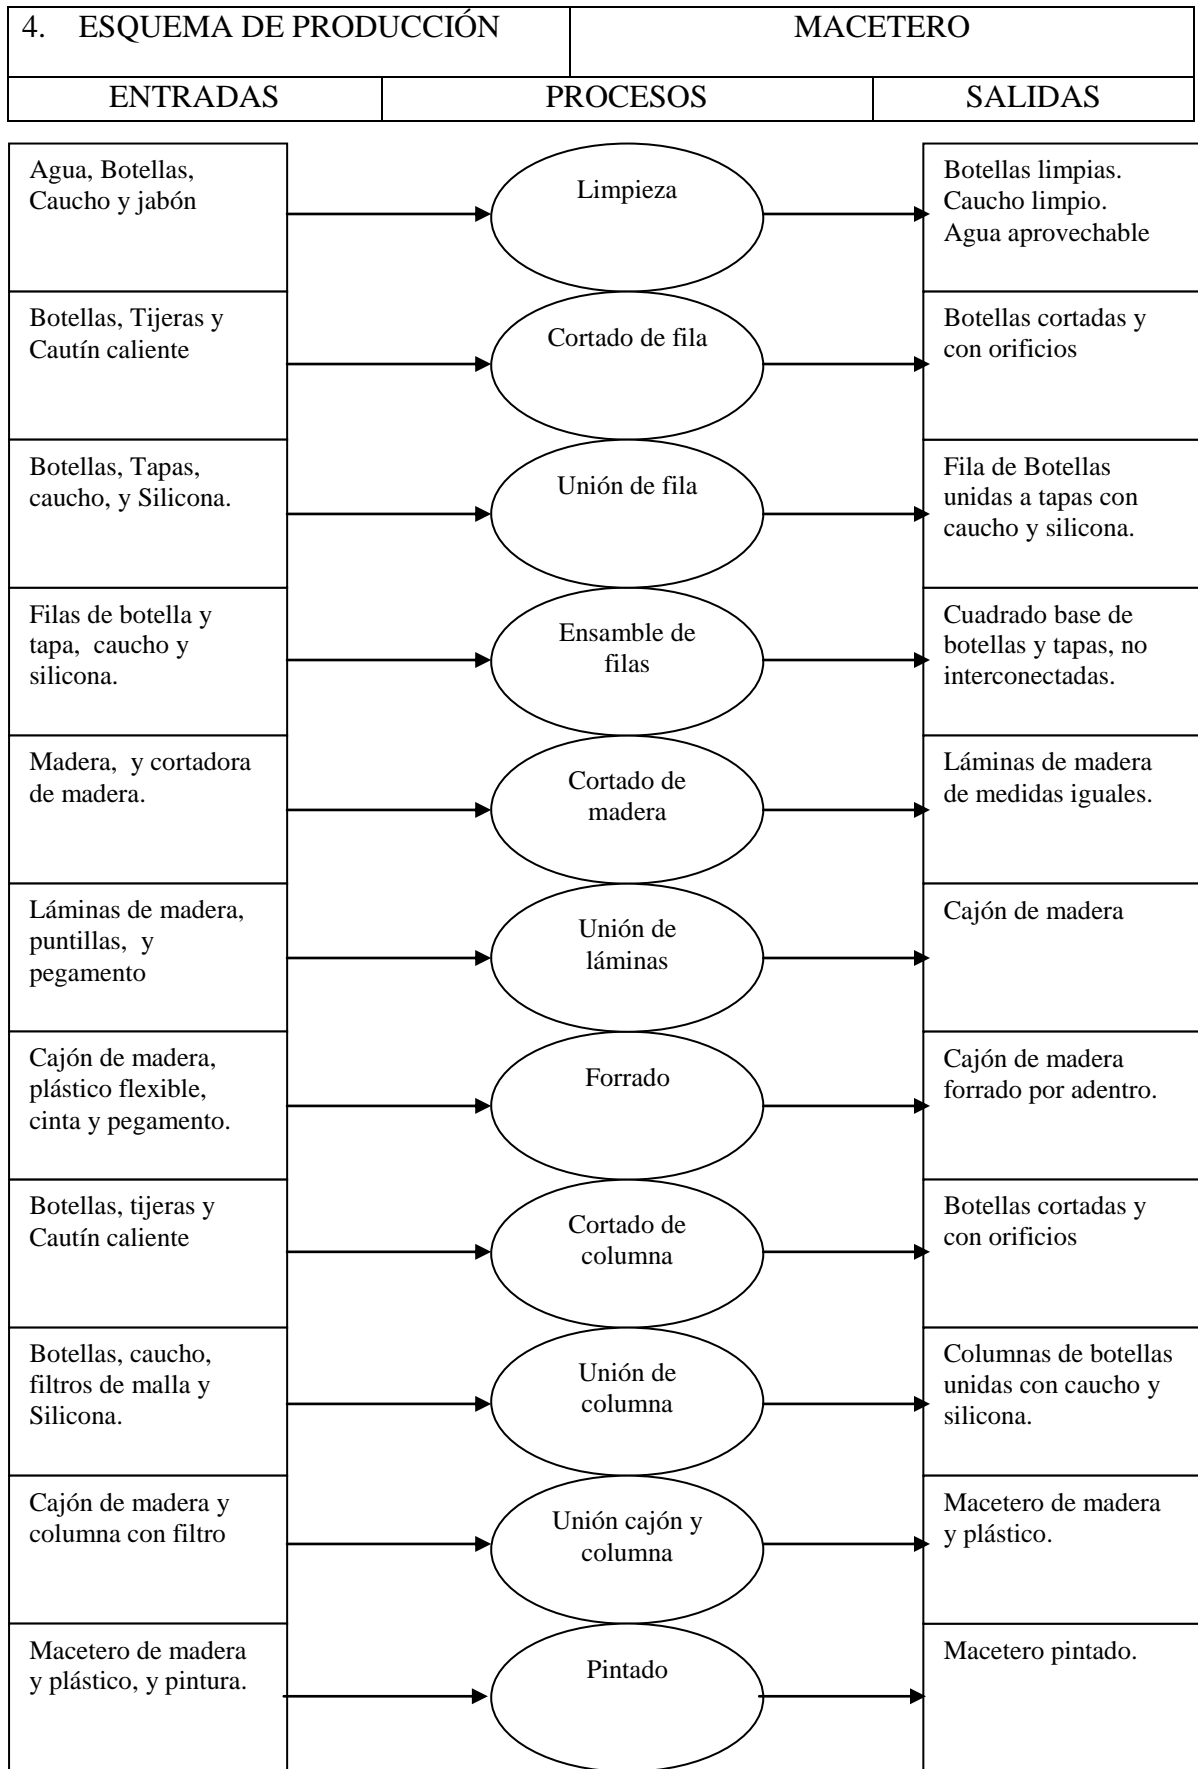 4. ESQUEMA DE PRODUCCIÓN
MACETERO
ENTRADAS
PROCESOS
SALIDAS
Agua, Botellas,
Caucho y jabón
Limpieza
Botellas limpias.
Caucho limpio.
Agua aprovechable
Botellas, Tijeras y
Cautín caliente
Cortado de fila
Botellas cortadas y
con orificios
Botellas, Tapas,
caucho, y Silicona.
Unión de fila
Fila de Botellas
unidas a tapas con
caucho y silicona.
Filas de botella y
tapa, caucho y
silicona.
Ensamble de
filas
Cuadrado base de
botellas y tapas, no
interconectadas.
Madera, y cortadora
de madera.
Cortado de
madera
Láminas de madera
de medidas iguales.
Láminas de madera,
puntillas, y
pegamento
Unión de
láminas
Cajón de madera
Cajón de madera,
plástico flexible,
cinta y pegamento.
Forrado
Cajón de madera
forrado por adentro.
Botellas, tijeras y
Cautín caliente
Cortado de
columna
Botellas cortadas y
con orificios
Botellas, caucho,
filtros de malla y
Silicona.
Unión de
columna
Columnas de botellas
unidas con caucho y
silicona.
Cajón de madera y
columna con filtro
Unión cajón y
columna
Macetero de madera
y plástico.
Macetero de madera
y plástico, y pintura.
Pintado
Macetero pintado.